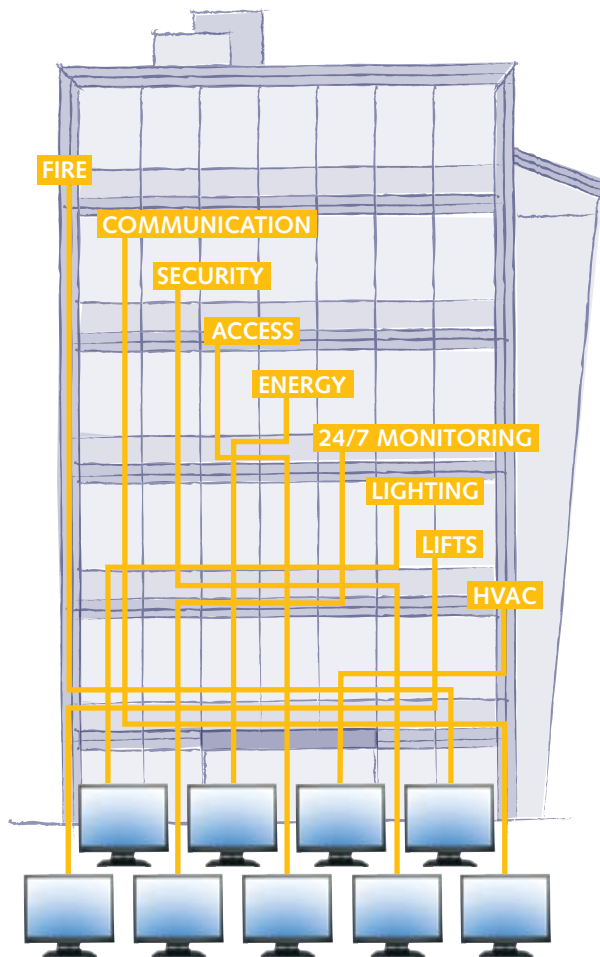 FIRE
COMMUNICATION
SECURITY
ACCESS
ENERGY
24/7 MONITORING
LIGHTING
LIFTS
HVAC